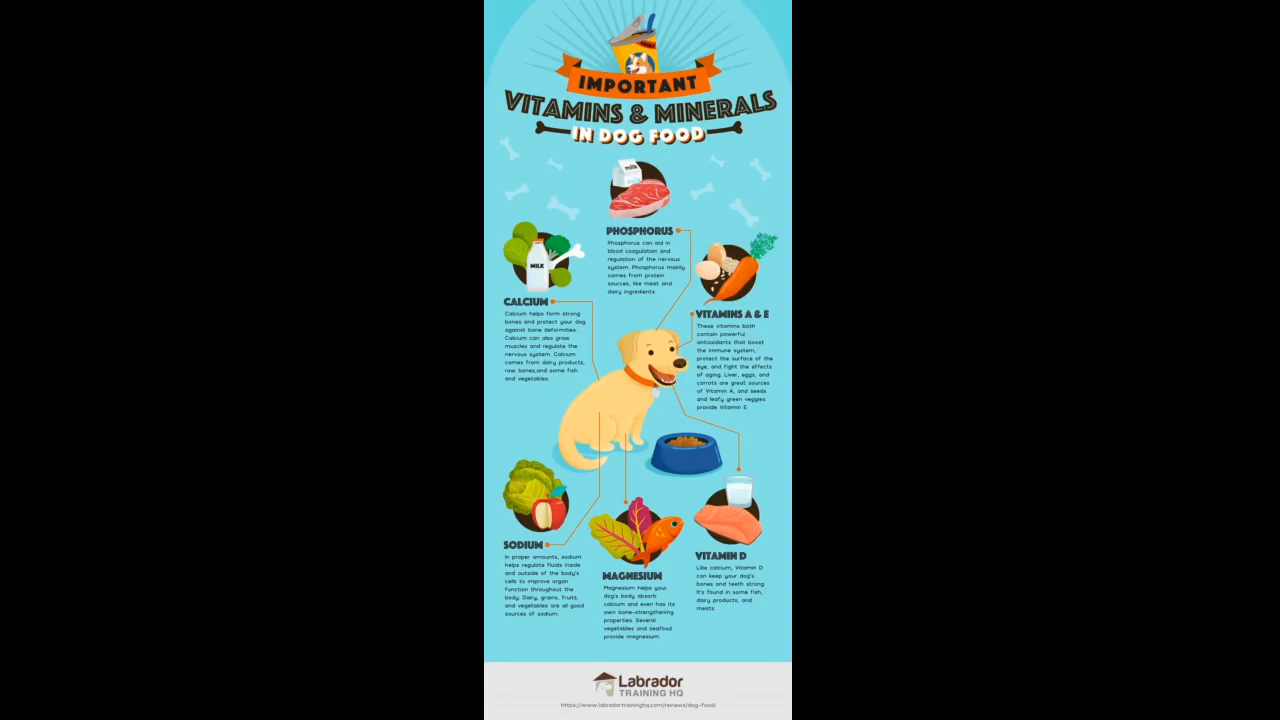 ADULT
IMPORTANT
VITAMINS & MINERALS
IN DOG FOOD
milk
PHOSPHORUS
Phosphorus can aid in
blood coagulation and
regulation of the nervous
system. Phosphorus mainly
comes from protein
sources, like meat and
dairy ingredients.
MILK
CALCIUM
Calcium helps form strong
bones and protect your dog
against bone deformities.
Calcium can also grow
muscles and regulate the
nervous system. Calcium
comes from dairy products,
raw bones,and some fish
and vegetables.
VITAMINS A & E
These vitamins both
contain powerful
antioxidants that boost
the immune system,
protect the surface of the
eye, and fight the effects
of aging. Liver, eggs, and
carrots are great sources
of Vitamin A, and seeds
and leafy green veggies
provide Vitamin E.
SODIUM
In proper amounts, sodium
helps regulate fluids inside
and outside of the body's
cells to improve organ
function throughout the
body. Dairy, grains, fruits,
and vegetables are all good
sources of sodium.
MAGNESIUM
Magnesium helps your
dog's body absorb
calcium and even has its
own bone-strengthening
properties. Several
vegetables and seafood
provide magnesium.
VITAMIN D
Like calcium, Vitamin D
can keep your dog's
bones and teeth strong.
It's found in some fish,
dairy products, and
meats.
Labrador
TRAINING HQ
https://www.labradortraininghq.com/reviews/dog-food/